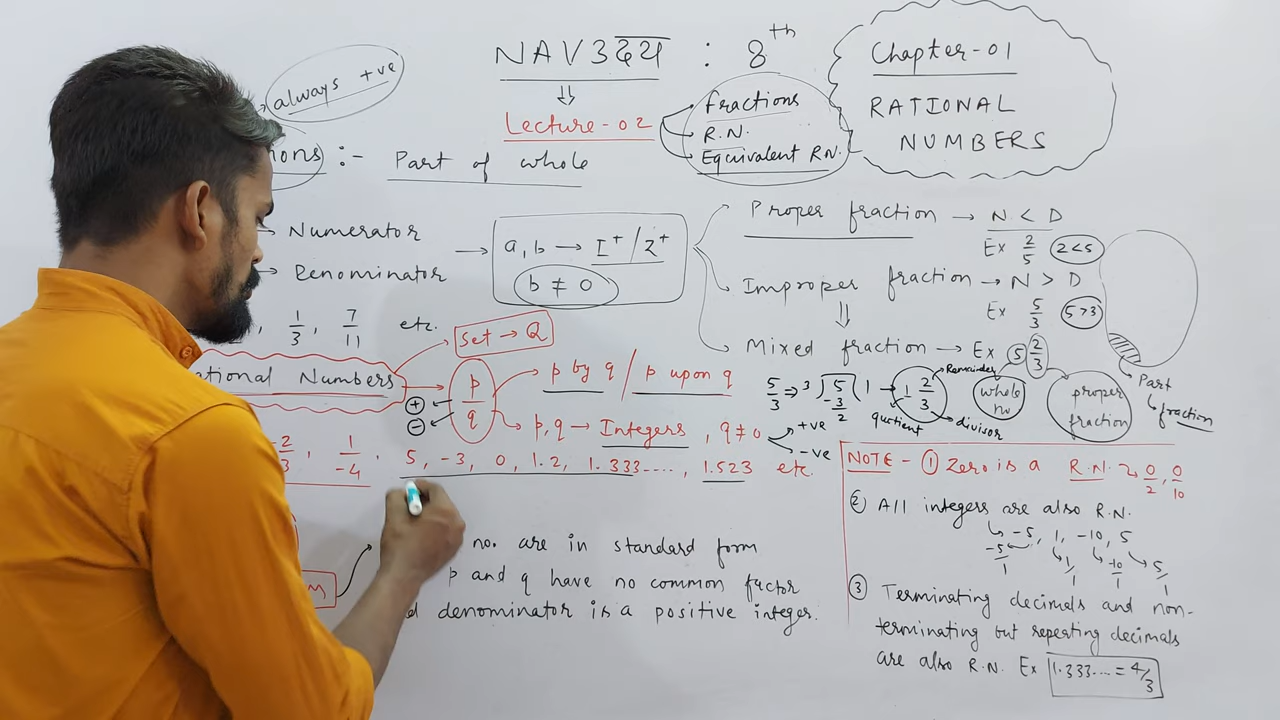 NAV3दय : 8th
Chapter-01
RATIONAL
NUMBERS
⇓
Lecture-02
fractions
R.N.
Equivalent R.N.
always +ve
:- Part of whole
→ Numerator
→ Denominator
→ a, b → I⁺/Z⁺
b ≠ 0
Proper fraction → N < D
Ex 2/5 2<5
Improper fraction → N > D
Ex 5/3 5>3
⇓
Mixed fraction → Ex 5 2/3
whole no
proper fraction
Part
fraction
1/3, 7/11 etc.
Set → Q
Numbers → p/q
+
-
p by q / p upon q
p, q → Integers, q ≠ 0
+ve
-ve
5/3 ⇒ 3 5 1 → 1 2/3
-3
2
Remainder
quotient
divisor
1/-4, 5, -3, 0, 1.2, 1.333...., 1.523 etc.
no. are in standard form
p and q have no common factor
denominator is a positive integer.
NOTE - ① Zero is a R.N. → 0/2, 0/10
② All integers are also R.N.
-5, 1, -10, 5
-5/1 1/1 -10/1 5/1
③ Terminating decimals and non-
terminating but repeating decimals
are also R.N. Ex 1.333.... = 4/3